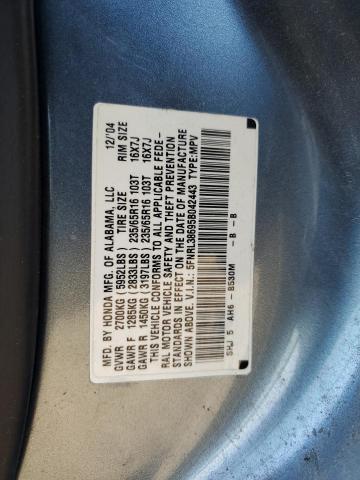 MFD. BY HONDA MFG. OF ALABAMA, LLC 12/'04
GVWR 2700KG (5952LBS) TIRE SIZE RIM SIZE
GAWR F 1285KG (2833LBS) 235/65R16 103T 16X7J
GAWR R 1450KG (3197LBS) 235/65R16 103T 16X7J
THIS VEHICLE CONFORMS TO ALL APPLICABLE FEDE-
RAL MOTOR VEHICLE SAFETY AND THEFT PREVENTION
STANDARDS IN EFFECT ON THE DATE OF MANUFACTURE
SHOWN ABOVE. V.I.N.: 5FNRL38695B042443 TYPE:MPV
SHJ 5 AH6 - B530M - B - B